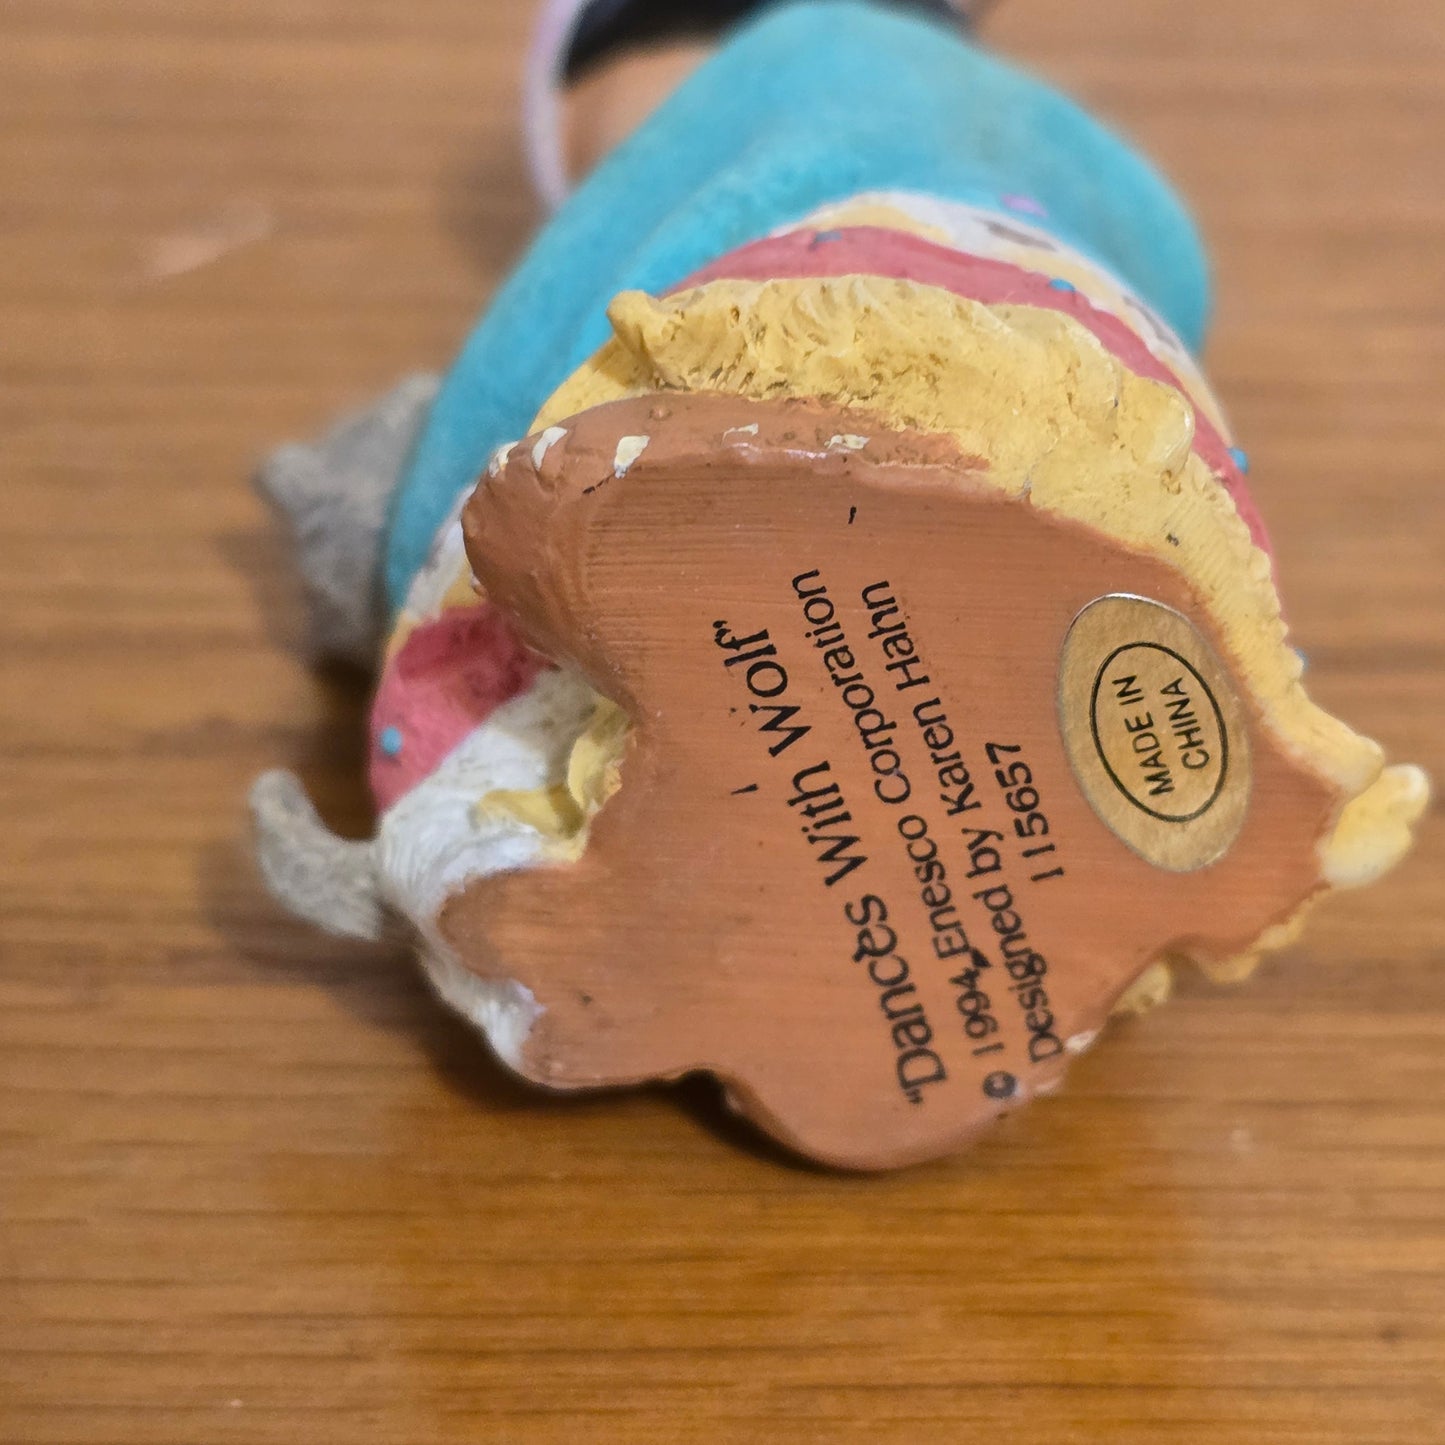 "Dances With Wolf"
© 1994, Enesco Corporation
Designed by Karen Hahn
115657
MADE IN
CHINA